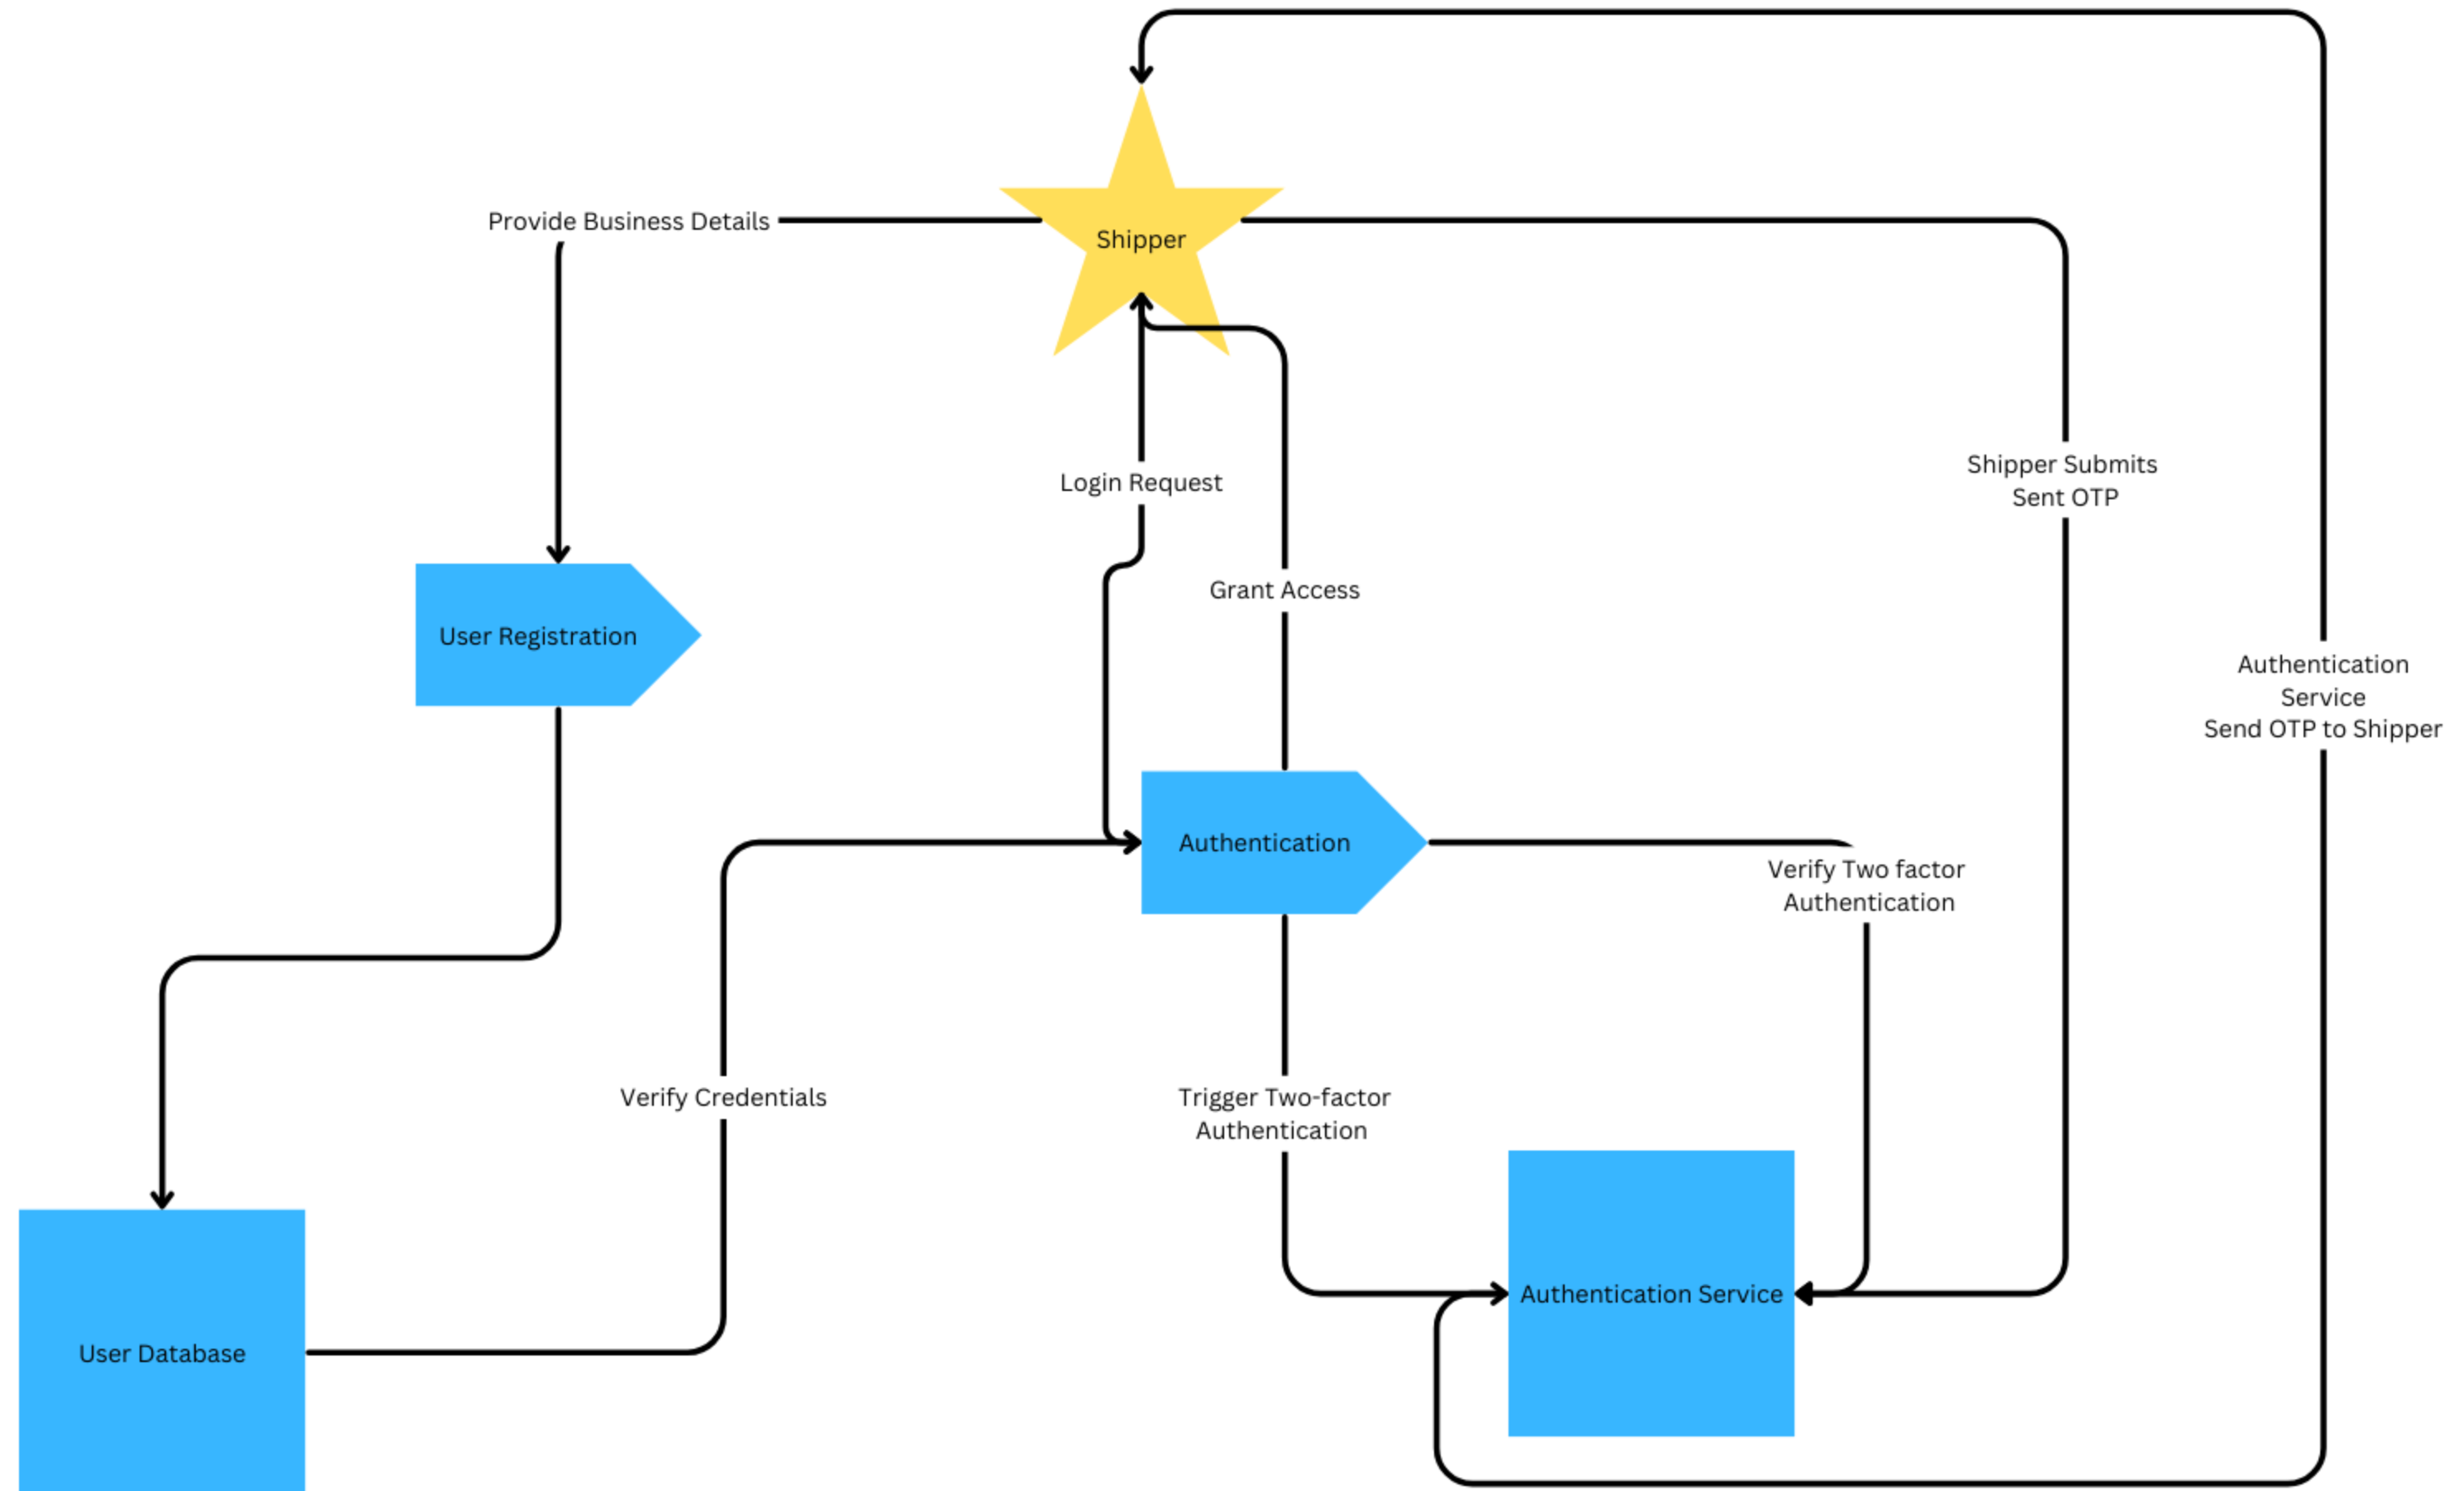 Provide Business Details
Shipper
Shipper Submits
Sent OTP
Login Request
Grant Access
User Registration
Authentication
Service
Send OTP to Shipper
Authentication
Verify Two factor
Authentication
Verify Credentials
Trigger Two-factor
Authentication
Authentication Service
User Database